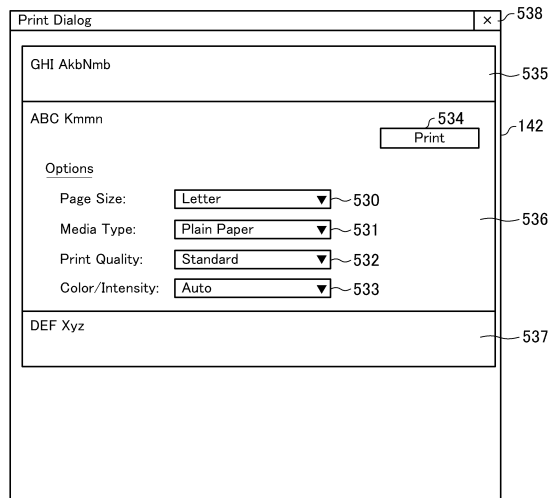 Print Dialog × 538
GHI AkbNmb
535
ABC Kmmn
534
142
Print
Options
Page Size: Letter ▼ 530
536
Media Type: Plain Paper ▼ 531
Print Quality: Standard ▼ 532
Color/Intensity: Auto ▼ 533
DEF Xyz
537